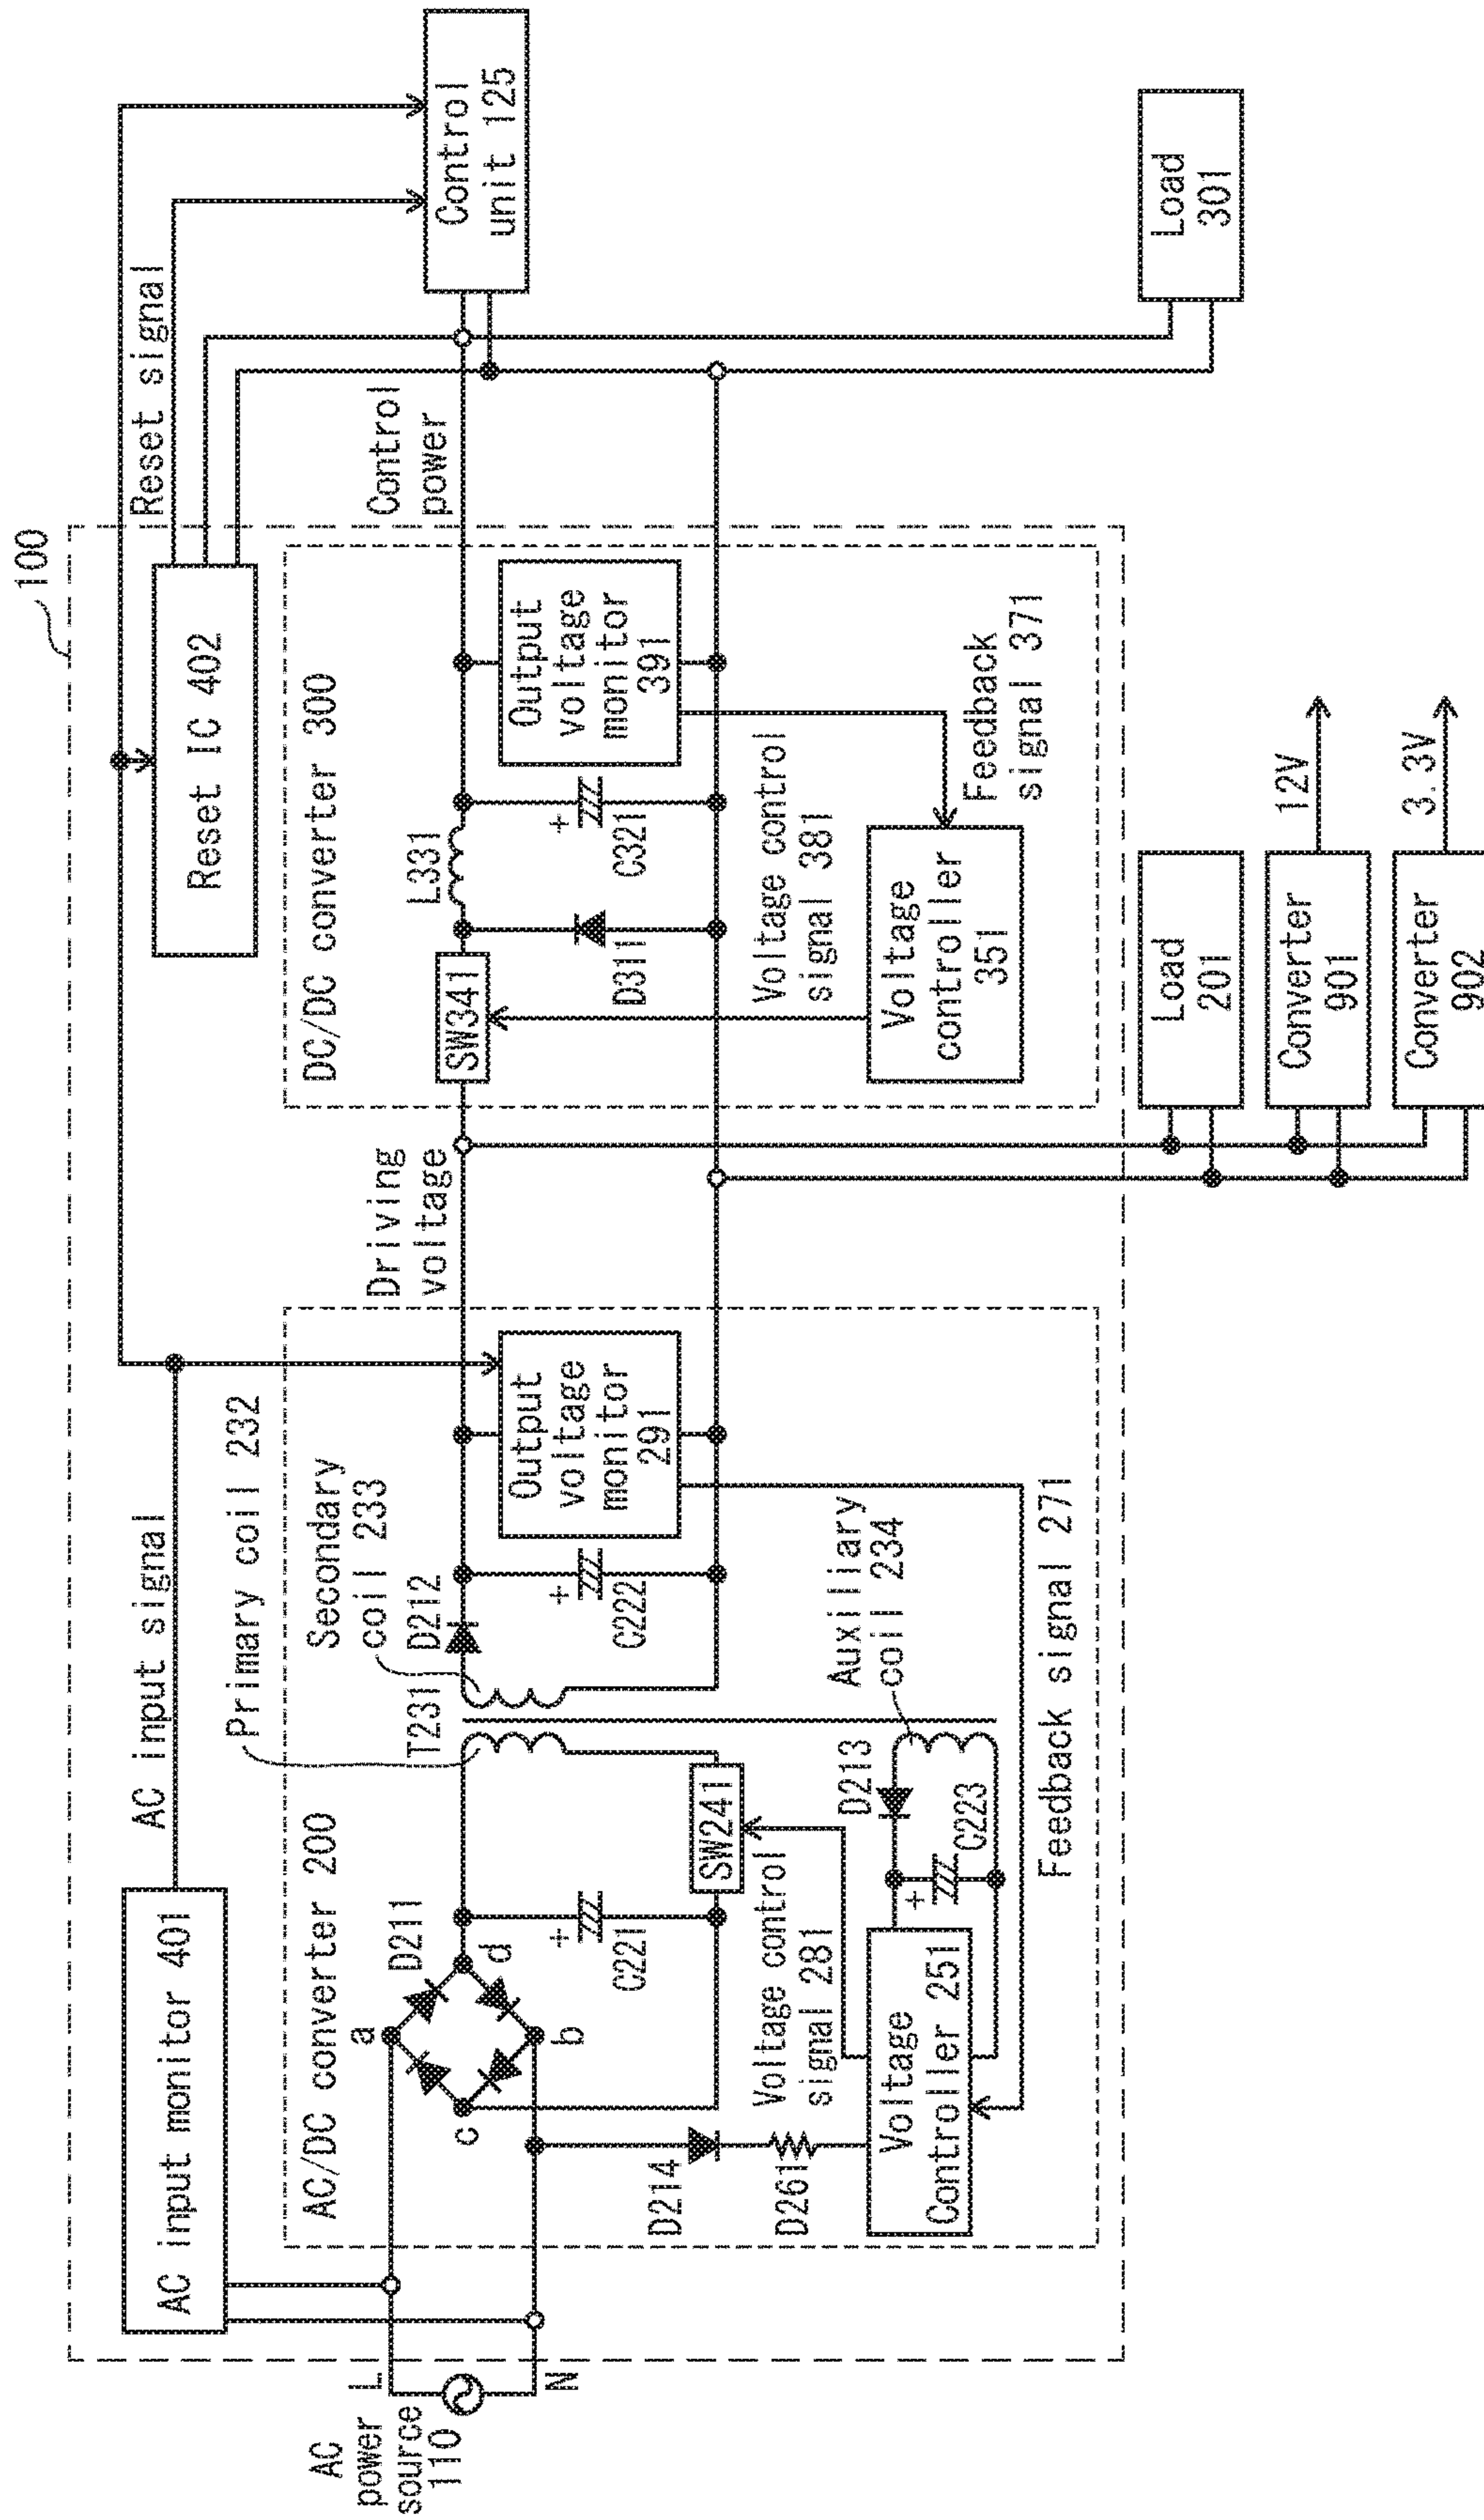 100
AC input monitor 401
AC input signal
Reset IC 402
Reset signal
Control
unit 125
AC
power
source
110
L
N
AC/DC converter 200
Primary coil 232
Secondary
coil 233
D211
a
b
c
d
T231
D212
C221
C222
Output
voltage
monitor
291
SW241
D214
D261
Voltage control
signal 281
D213
C223
Auxiliary
coil 234
Voltage
Controller 251
Feedback signal 271
Driving
voltage
DC/DC converter 300
SW341
L331
D311
C321
Output
voltage
monitor
391
Control
power
Voltage control
signal 381
Voltage
controller
351
Feedback
signal 371
Load
201
Converter
901
12V
Converter
902
3.3V
Load
301